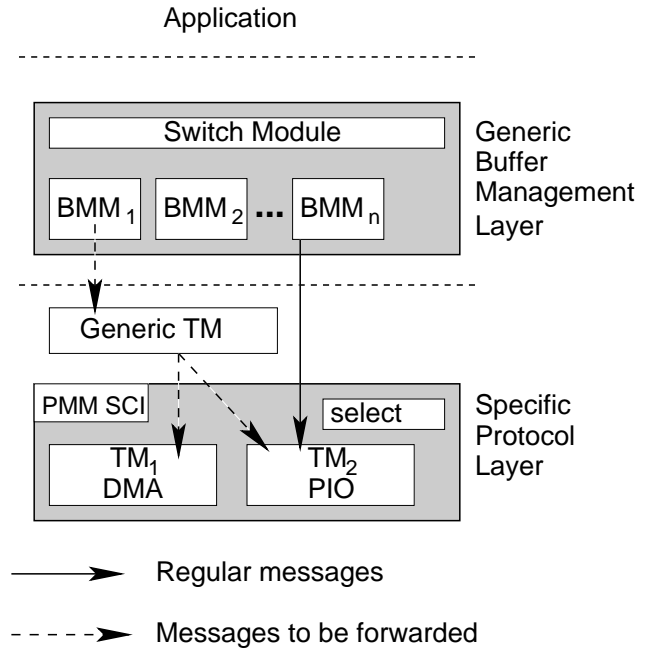 Application
Switch Module
BMM 1
BMM 2
...
BMM n
Generic
Buffer
Management
Layer
Generic TM
PMM SCI
select
TM1
DMA
TM2
PIO
Specific
Protocol
Layer
Regular messages
Messages to be forwarded